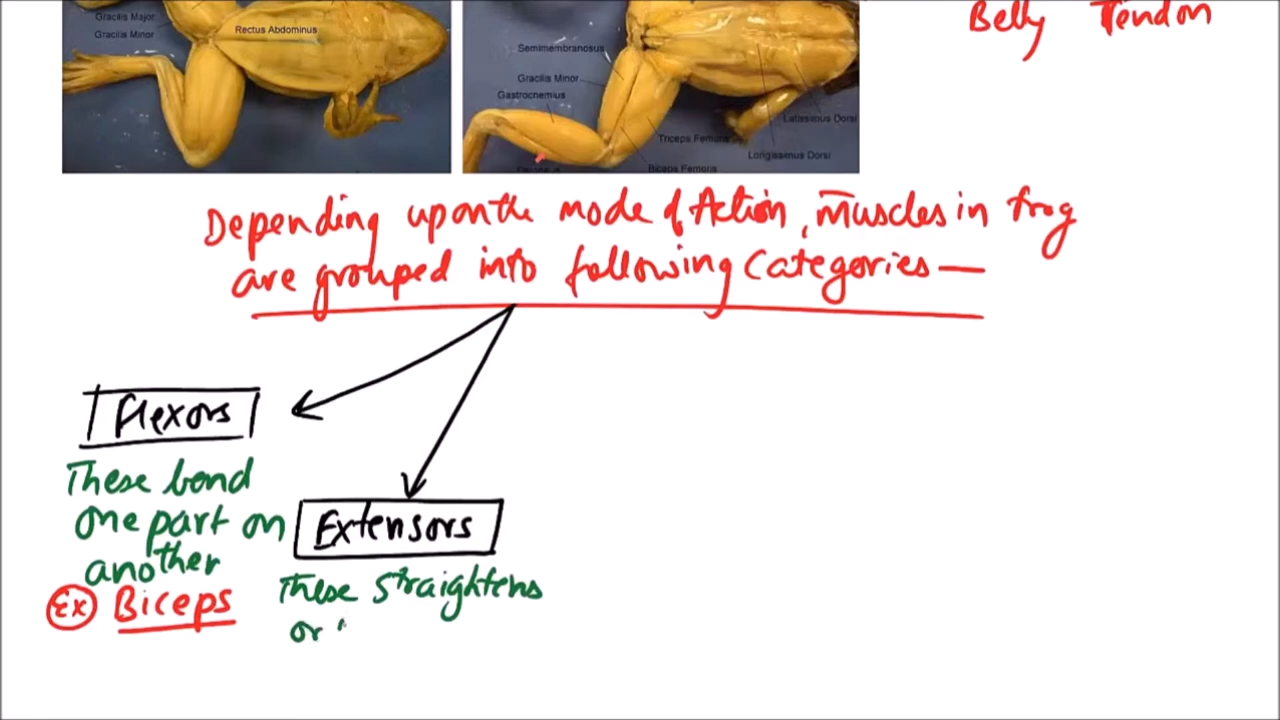 Gracilis Major
Gracilis Minor
Rectus Abdominus
Semimembranosus
Gracilis Minor
Gastrocnemius
Latissimus Dorsi
Triceps Femoral
Longissimus Dorsi
Biceps Femoris
Belly Tendon
Depending upon the mode of Action, Muscles in frog
are grouped into following Categories—
Flexors
These bend
one part on
another
Ex Biceps
Extensors
These Straightens
or